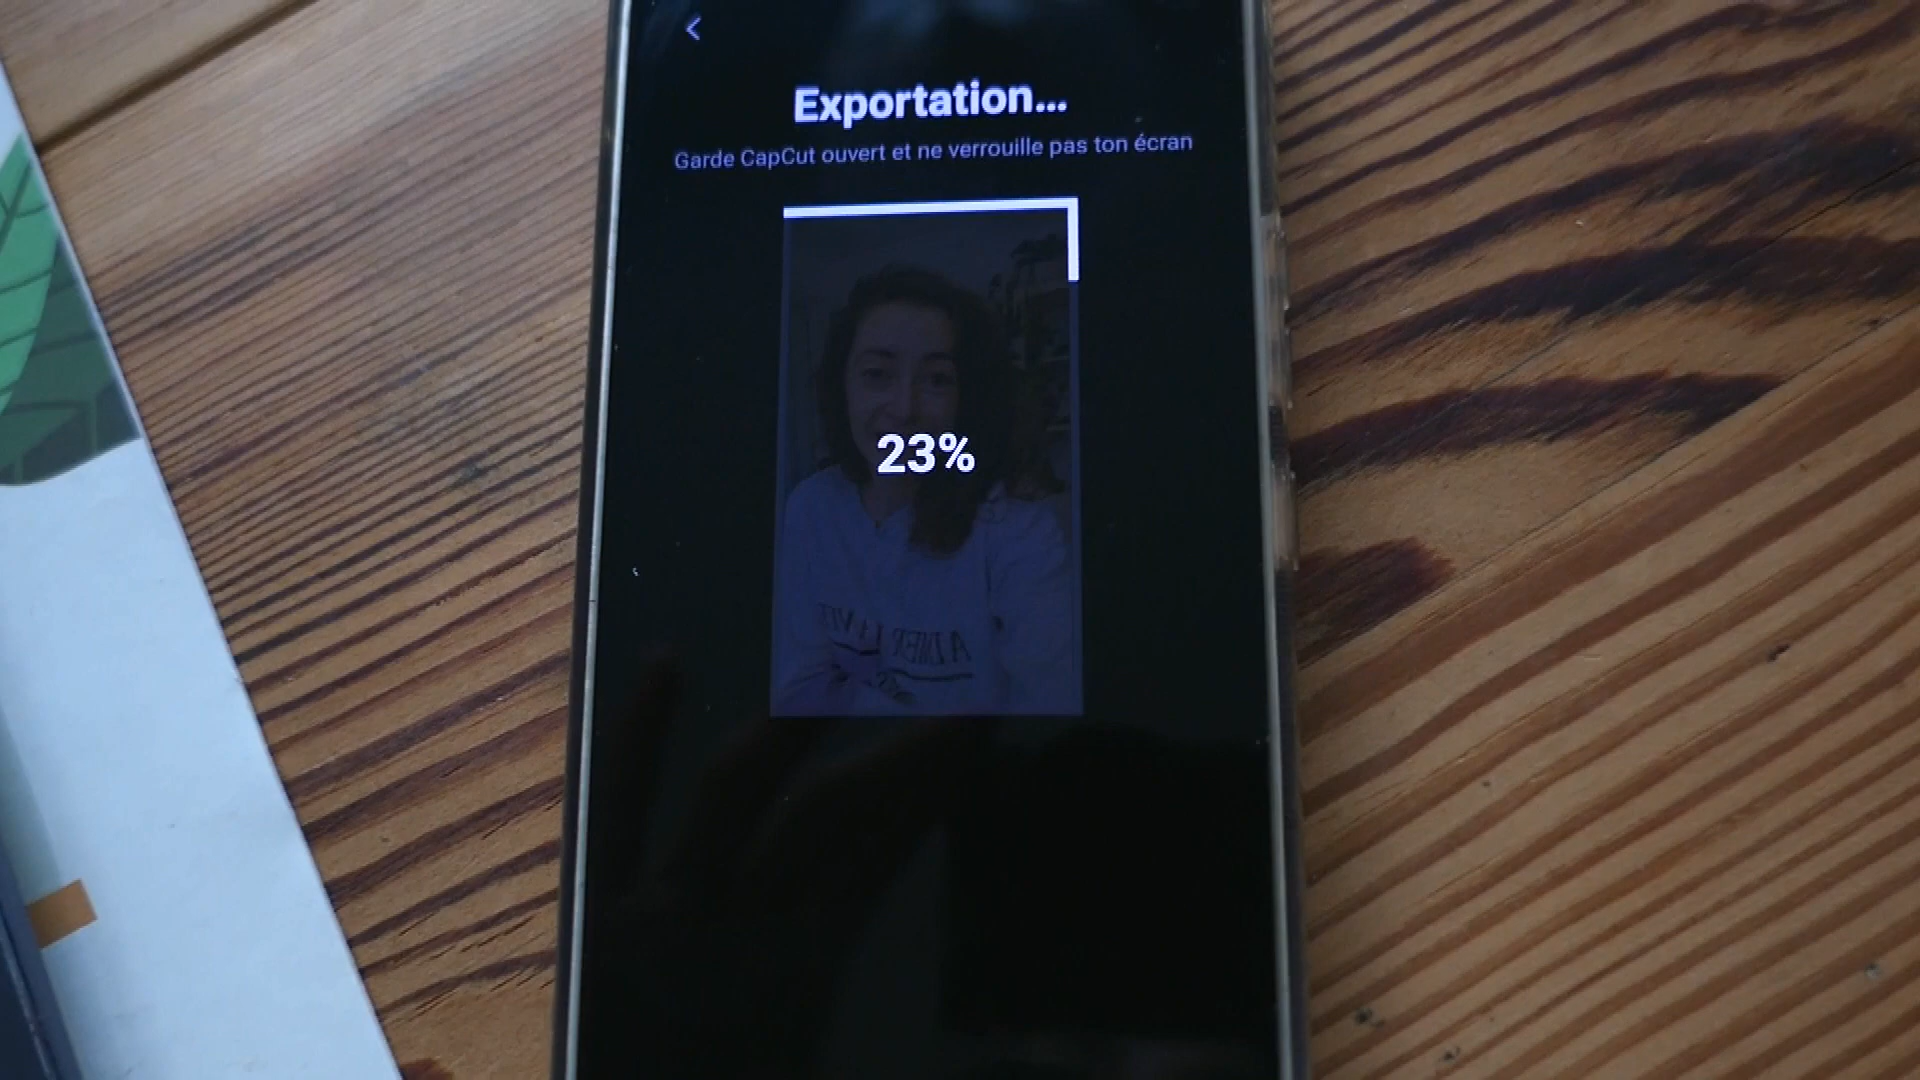 Exportation...
Garde CapCut ouvert et ne verrouille pas ton écran
23%